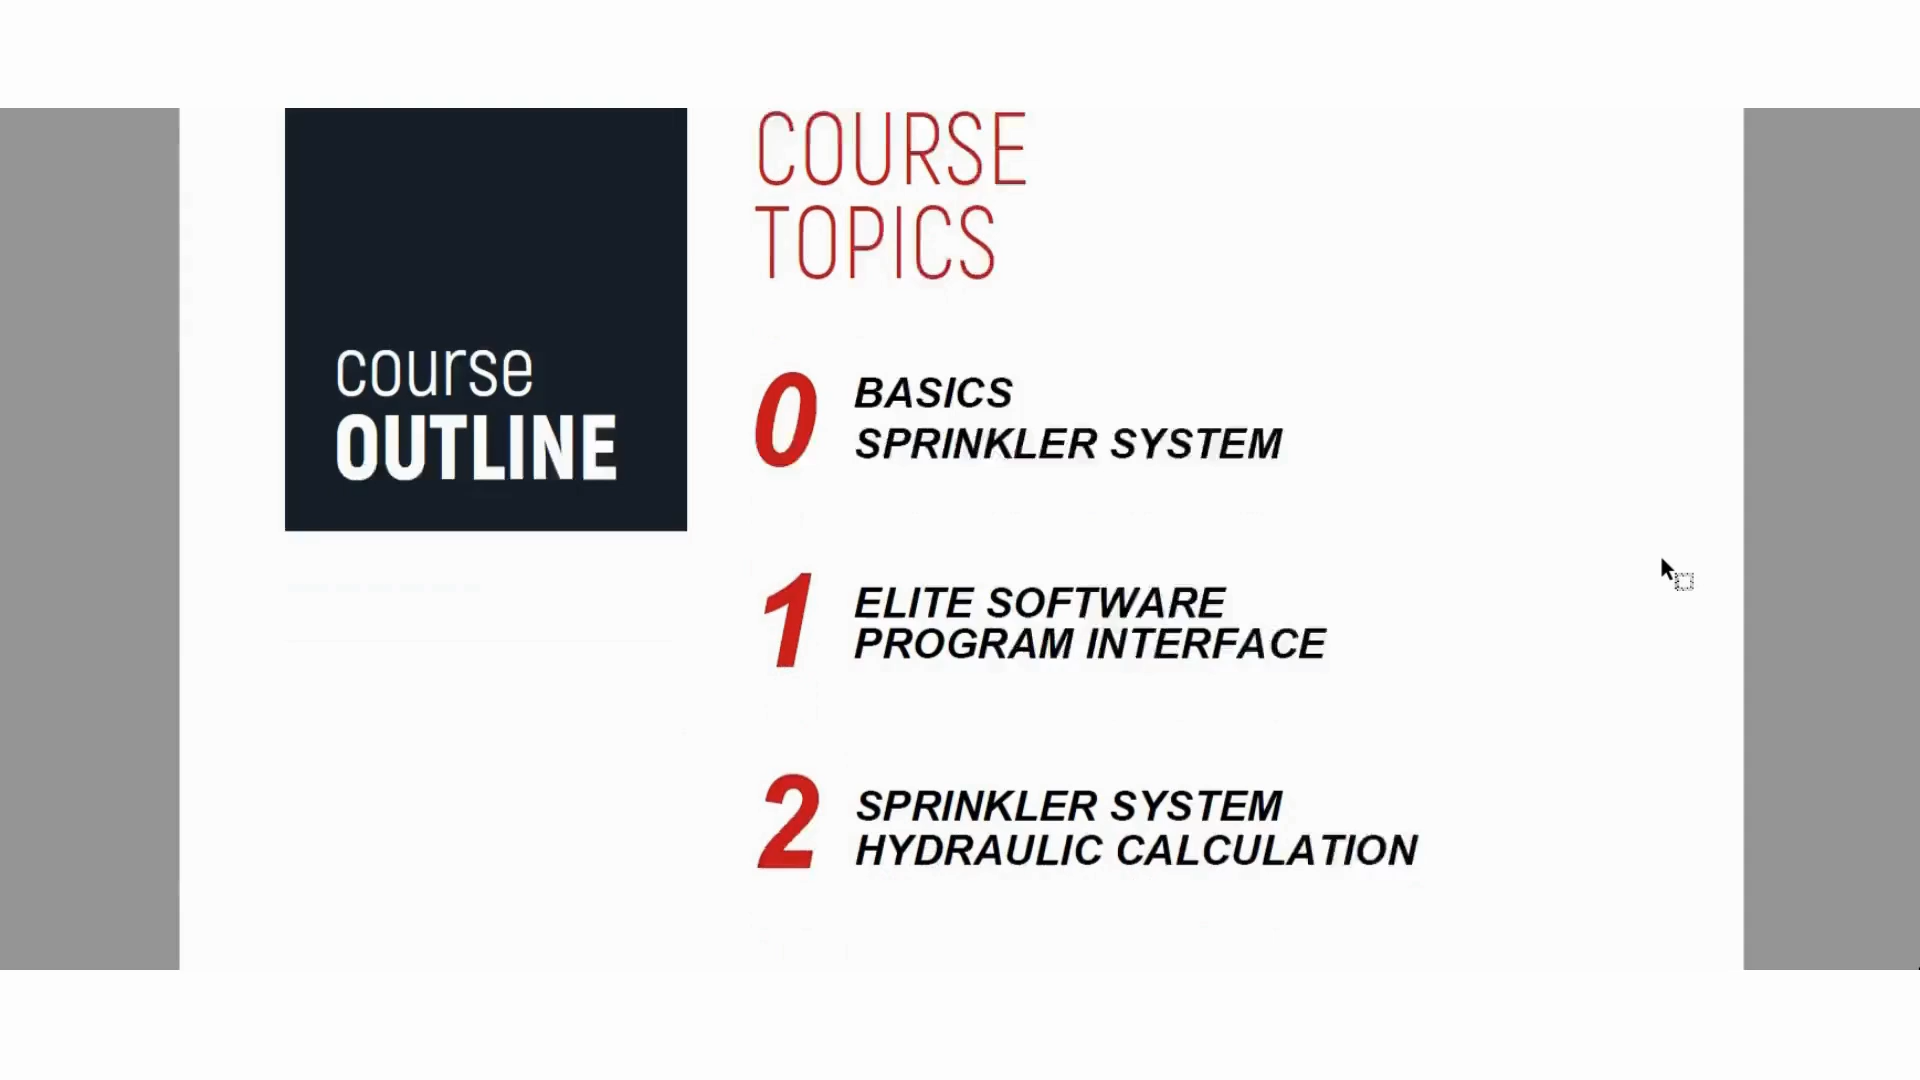 course
OUTLINE
COURSE
TOPICS
0
BASICS
SPRINKLER SYSTEM
1
ELITE SOFTWARE
PROGRAM INTERFACE
2
SPRINKLER SYSTEM
HYDRAULIC CALCULATION